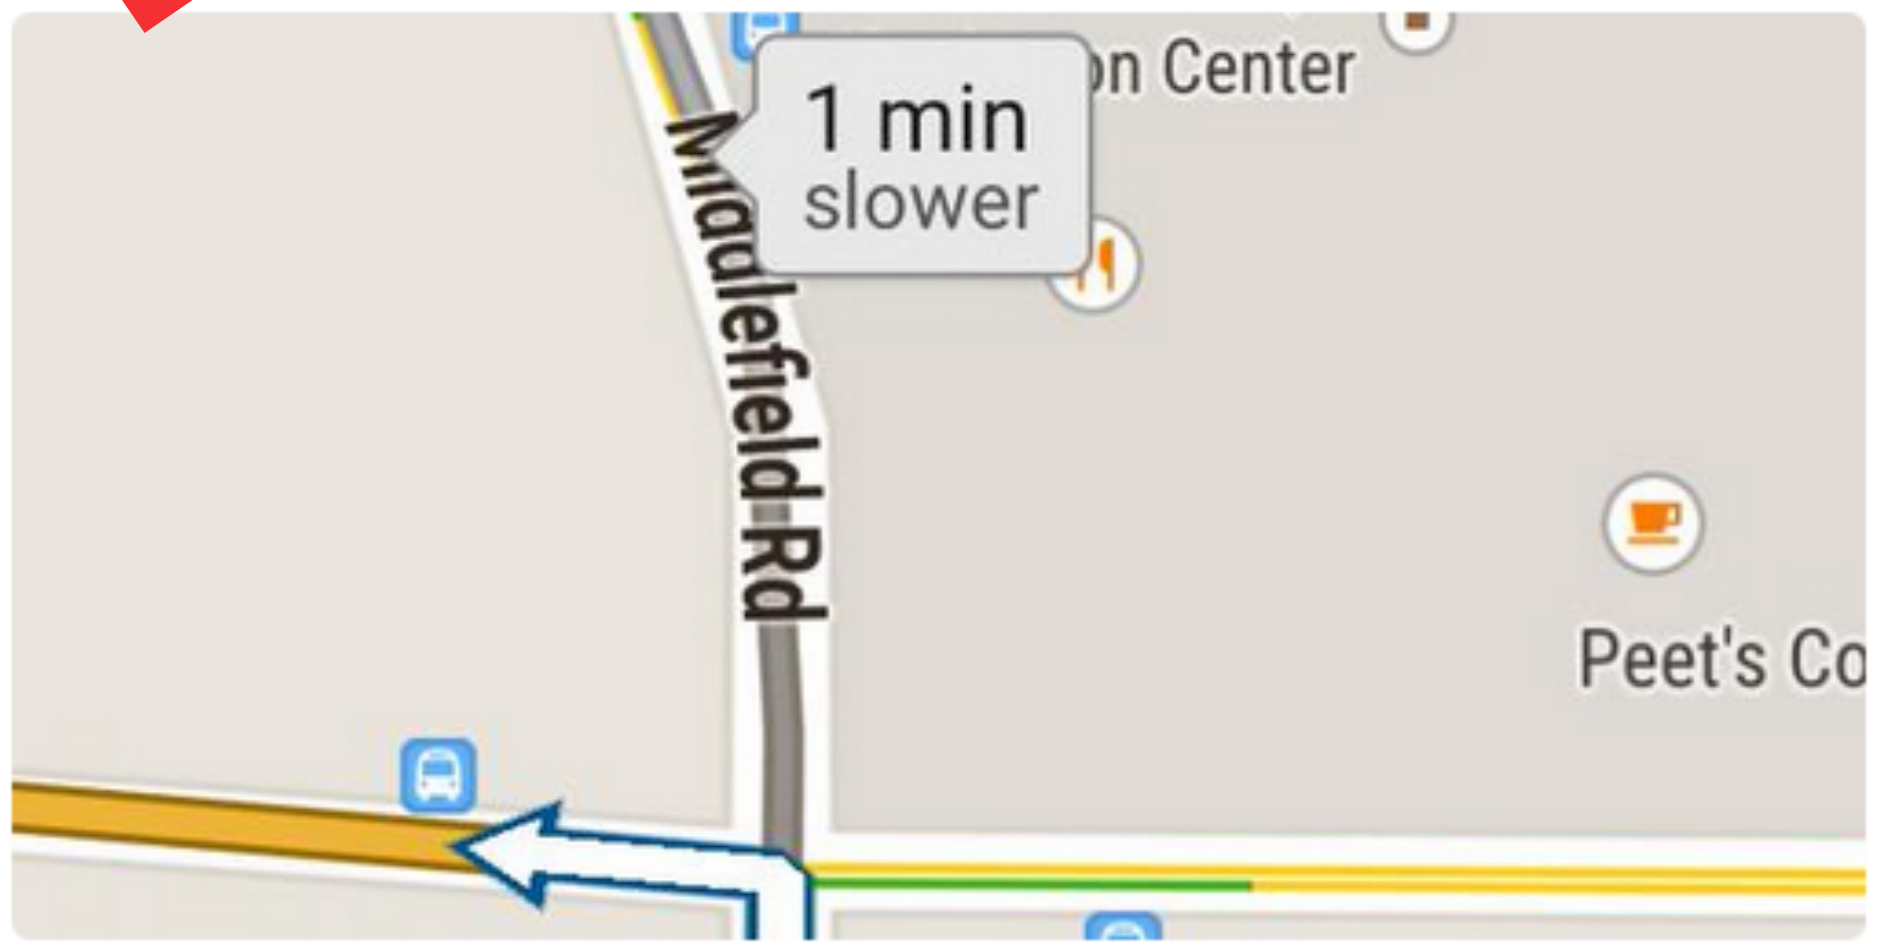 on Center
1 min
slower
Middlefield Rd
Peet's Co